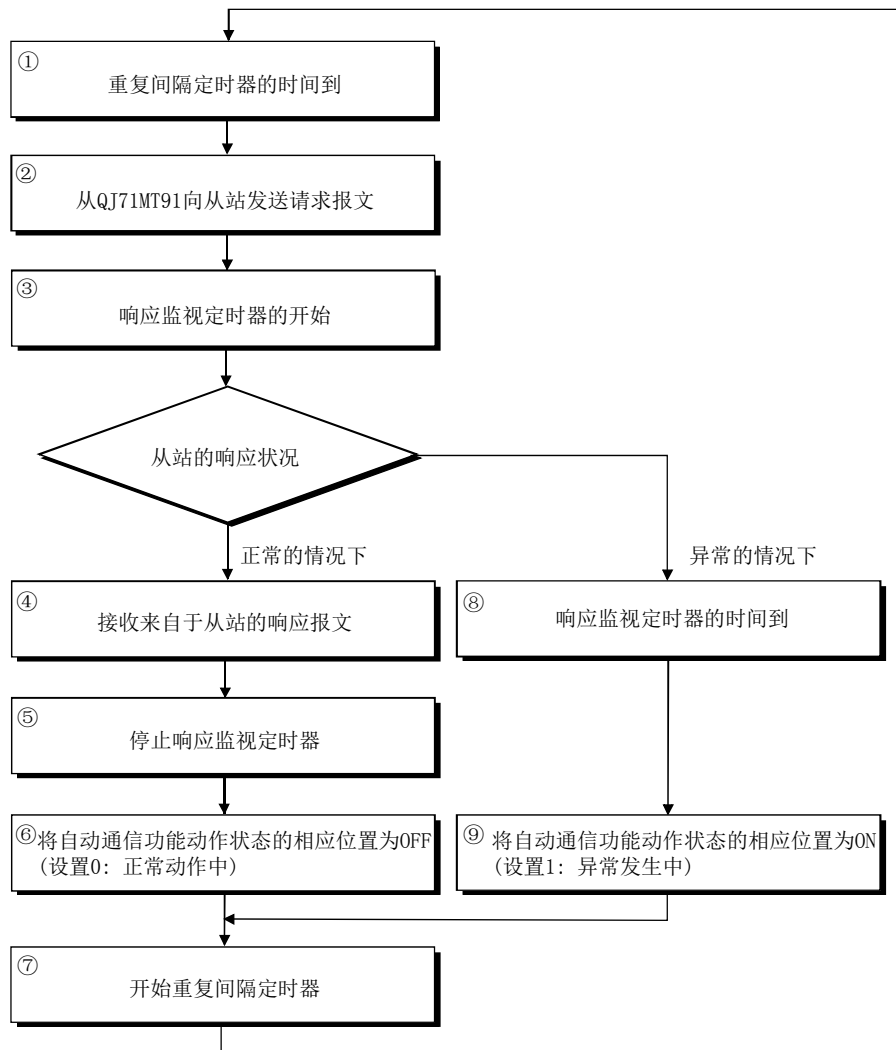 ①
重复间隔定时器的时间到
②
从QJ71MT91向从站发送请求报文
③
响应监视定时器的开始
从站的响应状况
正常的情况下
异常的情况下
④
接收来自于从站的响应报文
⑧
响应监视定时器的时间到
⑤
停止响应监视定时器
⑥将自动通信功能动作状态的相应位置为OFF
(设置0: 正常动作中)
⑨ 将自动通信功能动作状态的相应位置为ON
(设置1: 异常发生中)
⑦
开始重复间隔定时器